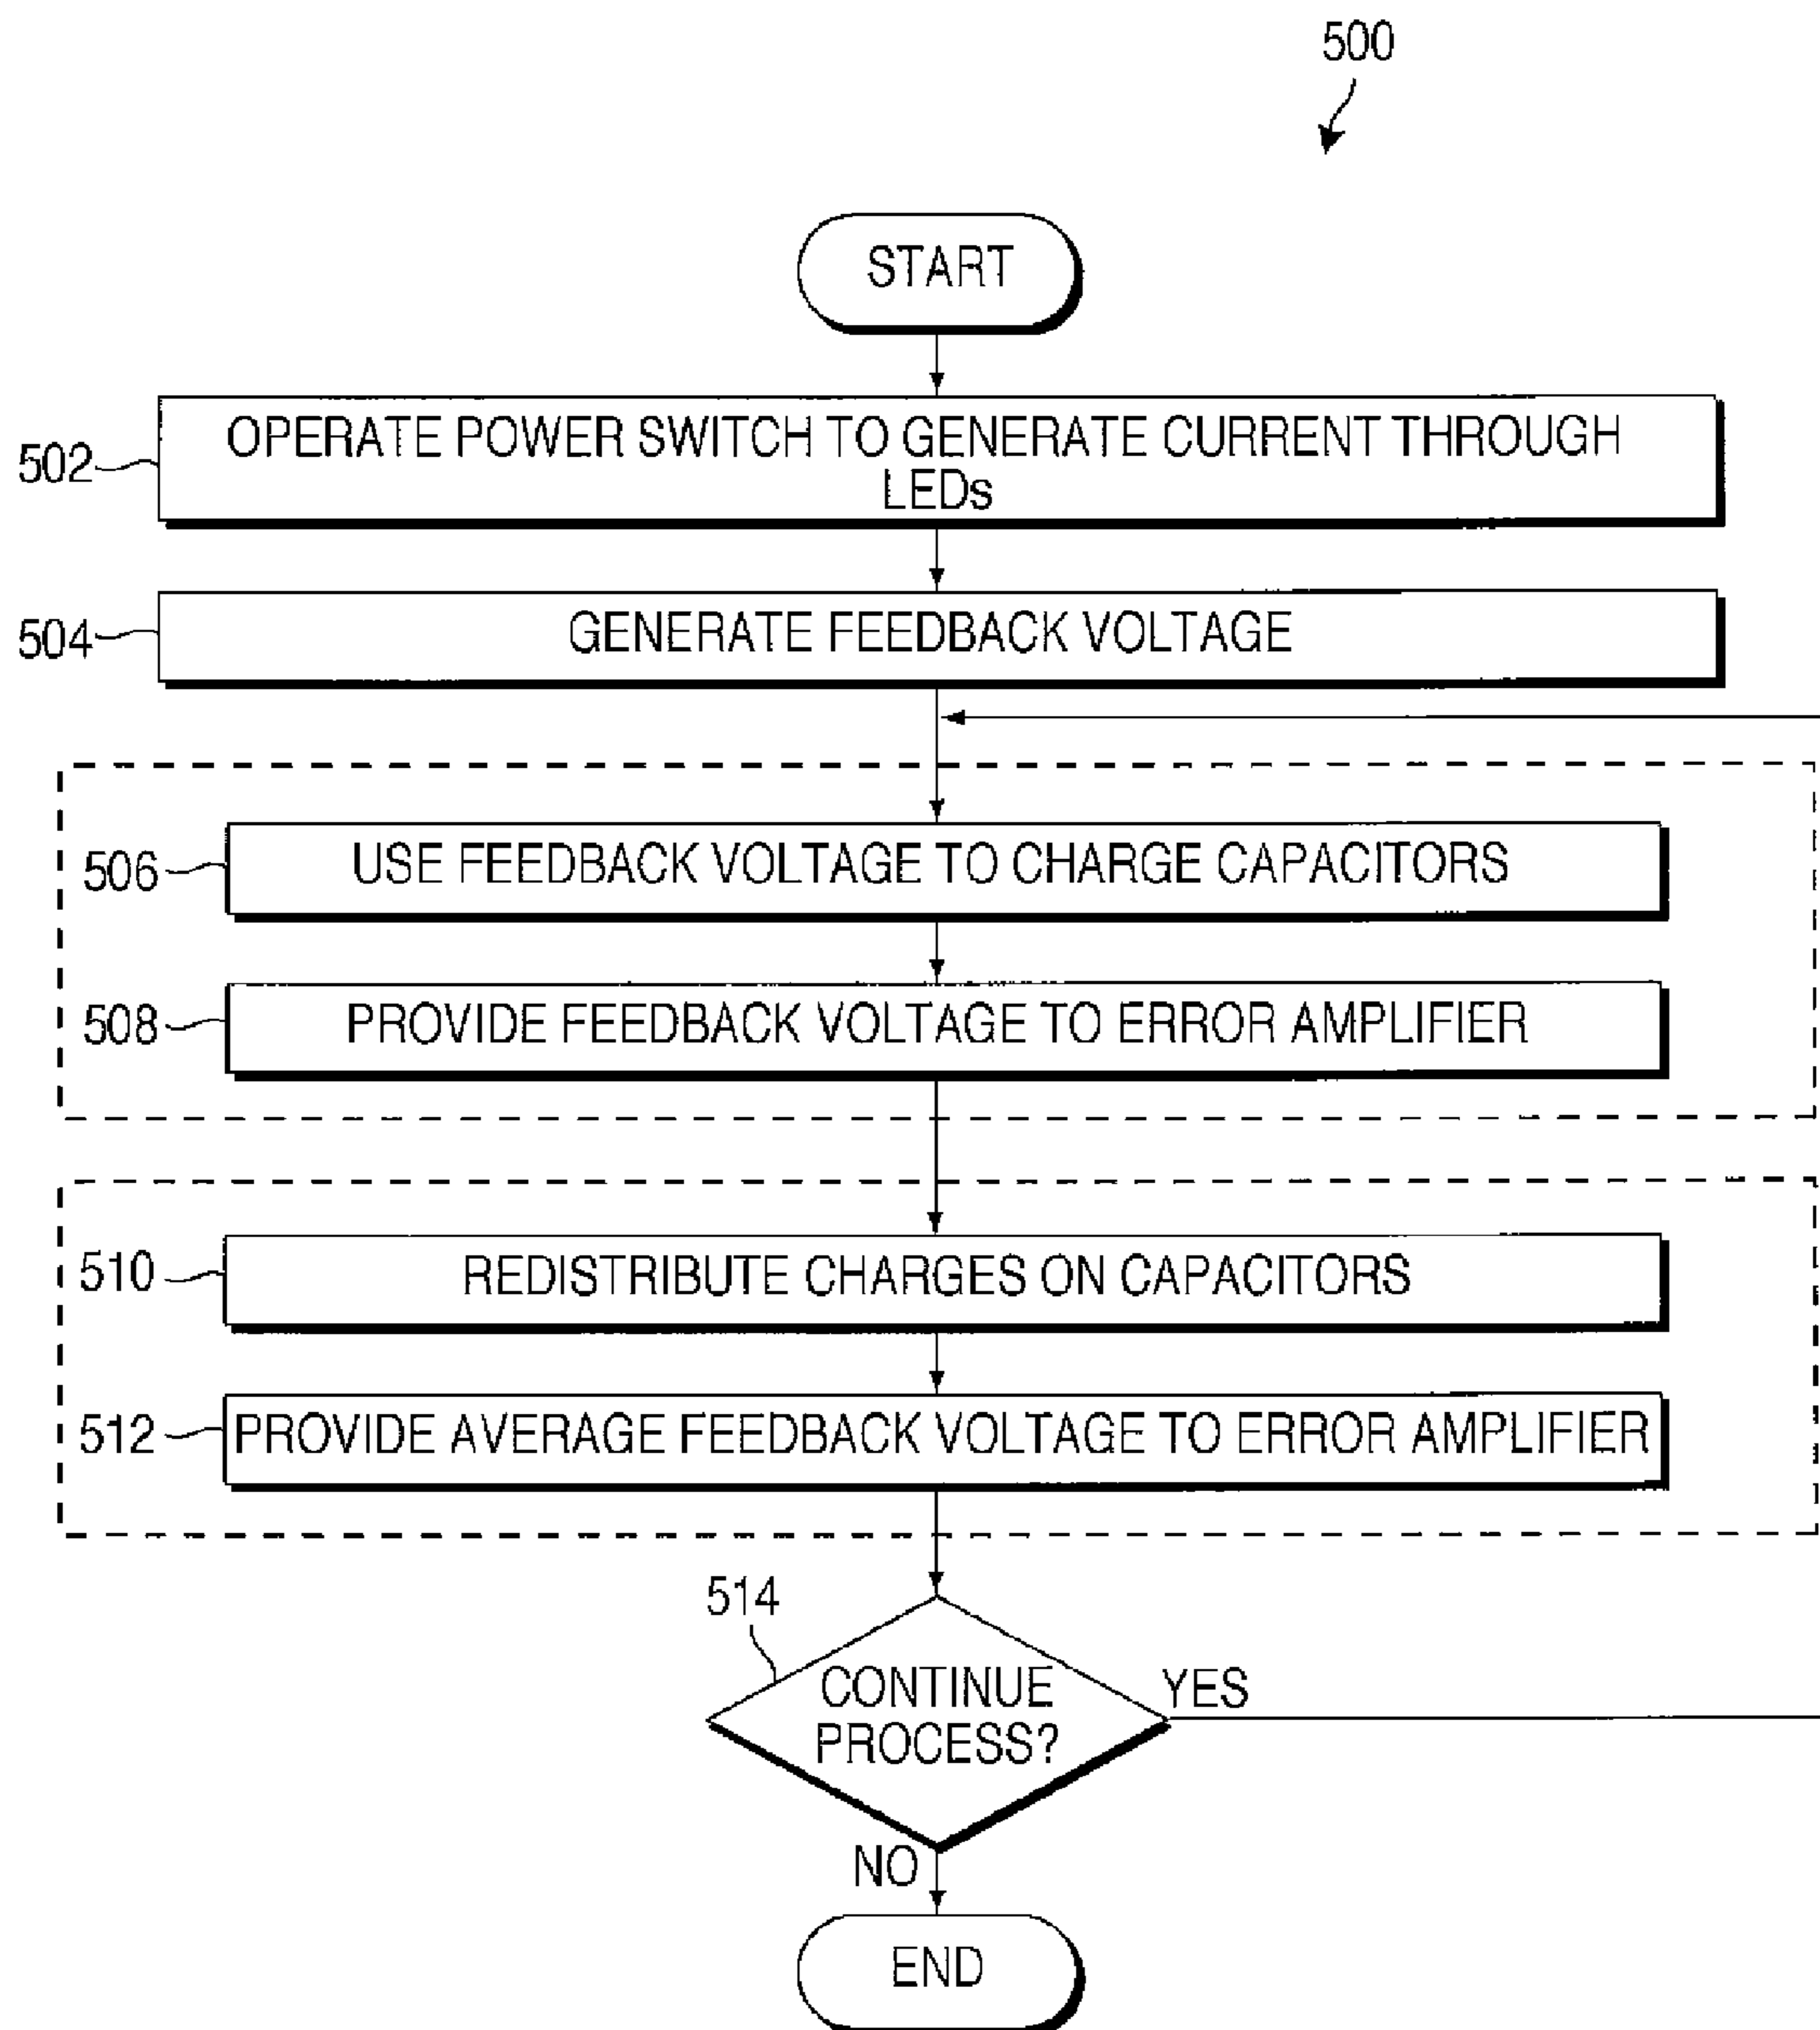 500
START
502
OPERATE POWER SWITCH TO GENERATE CURRENT THROUGH
LEDs
504
GENERATE FEEDBACK VOLTAGE
506
USE FEEDBACK VOLTAGE TO CHARGE CAPACITORS
508
PROVIDE FEEDBACK VOLTAGE TO ERROR AMPLIFIER
510
REDISTRIBUTE CHARGES ON CAPACITORS
512
PROVIDE AVERAGE FEEDBACK VOLTAGE TO ERROR AMPLIFIER
514
CONTINUE
PROCESS?
YES
NO
END